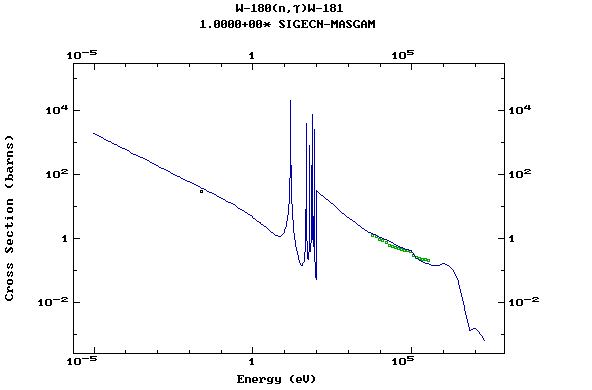 W-180(n,γ)W-181
1.0000+00* SIGECN-MASGAM
10⁻⁵ 1 10⁵
10⁴ 10⁴
10² 10²
1 1
10⁻² 10⁻²
Cross Section (barns)
10⁻⁵ 1 10⁵
Energy (eV)